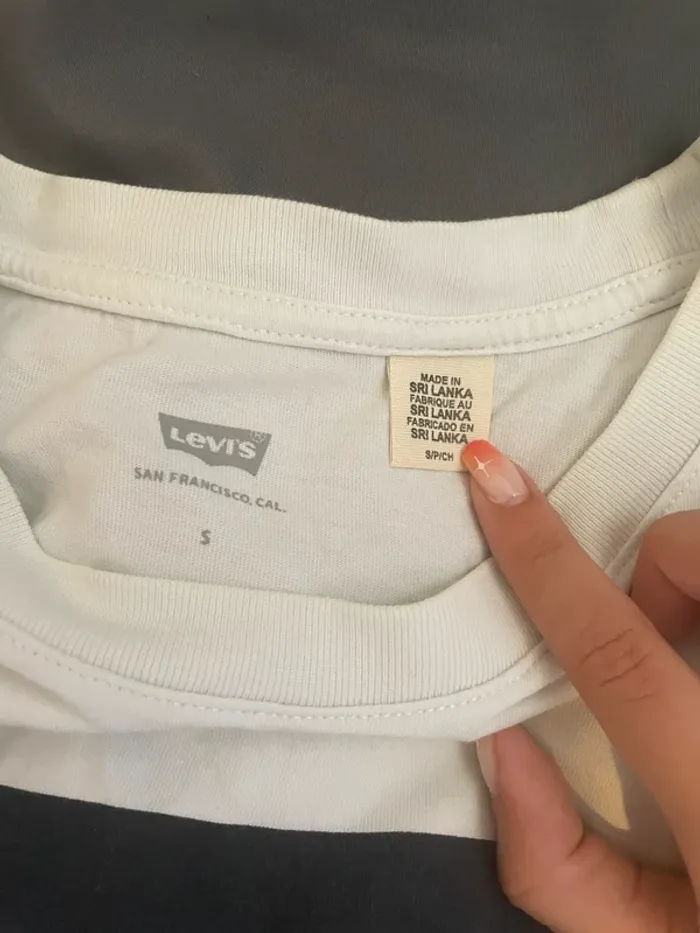 Levi's
SAN FRANCISCO, CAL.
S
MADE IN
SRI LANKA
FABRIQUE AU
SRI LANKA
FABRICADO EN
SRI LANKA
S/P/CH